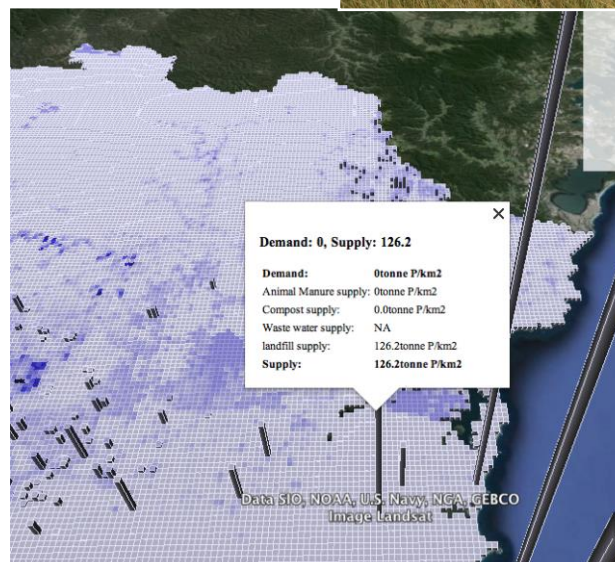 Demand: 0, Supply: 126.2
Demand: 0tonne P/km2
Animal Manure supply: 0tonne P/km2
Compost supply: 0.0tonne P/km2
Waste water supply: NA
landfill supply: 126.2tonne P/km2
Supply: 126.2tonne P/km2
Data SIO, NOAA, U.S. Navy, NGA, GEBCO
Image Landsat